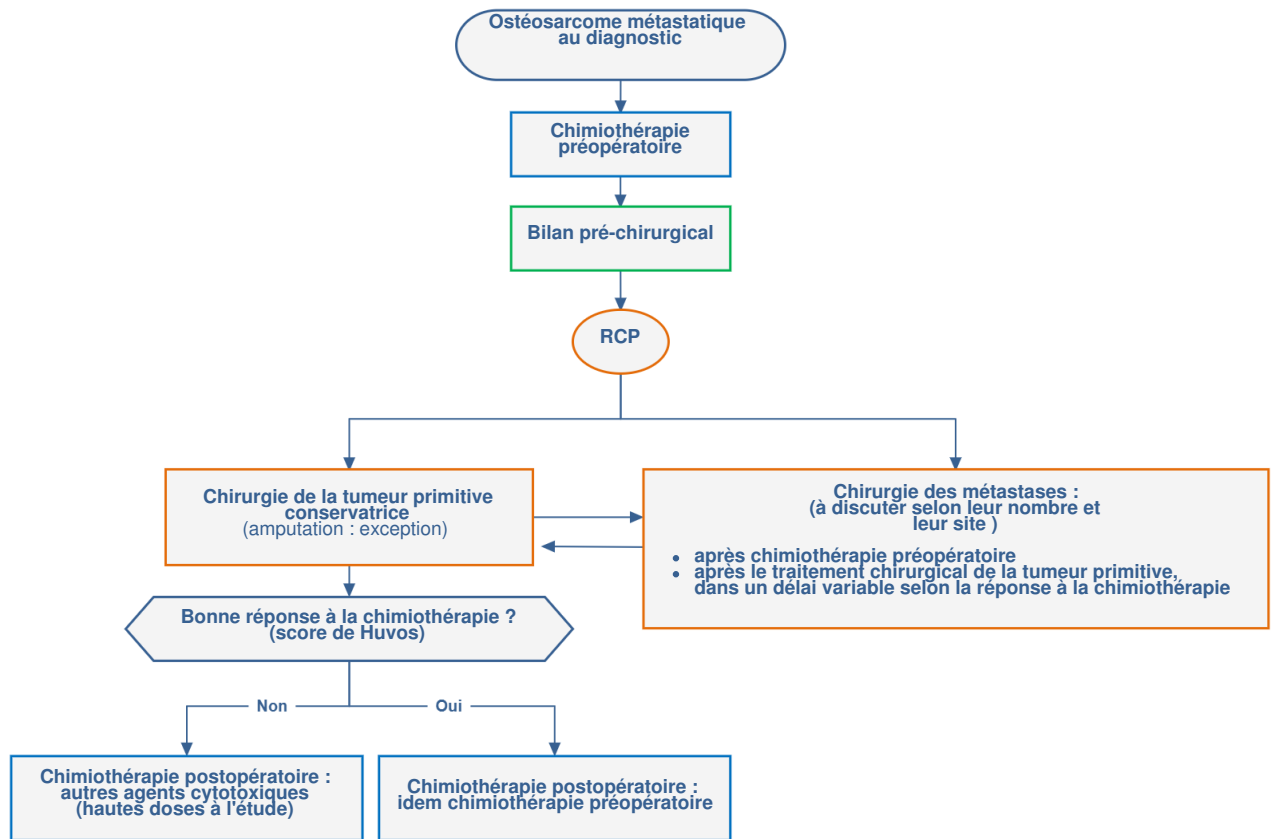 Ostéosarcome métastatique
au diagnostic
Chimiothérapie
préopératoire
Bilan pré-chirurgical
RCP
Chirurgie de la tumeur primitive
conservatrice
(amputation : exception)
Chirurgie des métastases :
(à discuter selon leur nombre et
leur site )
• après chimiothérapie préopératoire
• après le traitement chirurgical de la tumeur primitive,
dans un délai variable selon la réponse à la chimiothérapie
Bonne réponse à la chimiothérapie ?
(score de Huvos)
Non
Oui
Chimiothérapie postopératoire :
autres agents cytotoxiques
(hautes doses à l'étude)
Chimiothérapie postopératoire :
idem chimiothérapie préopératoire